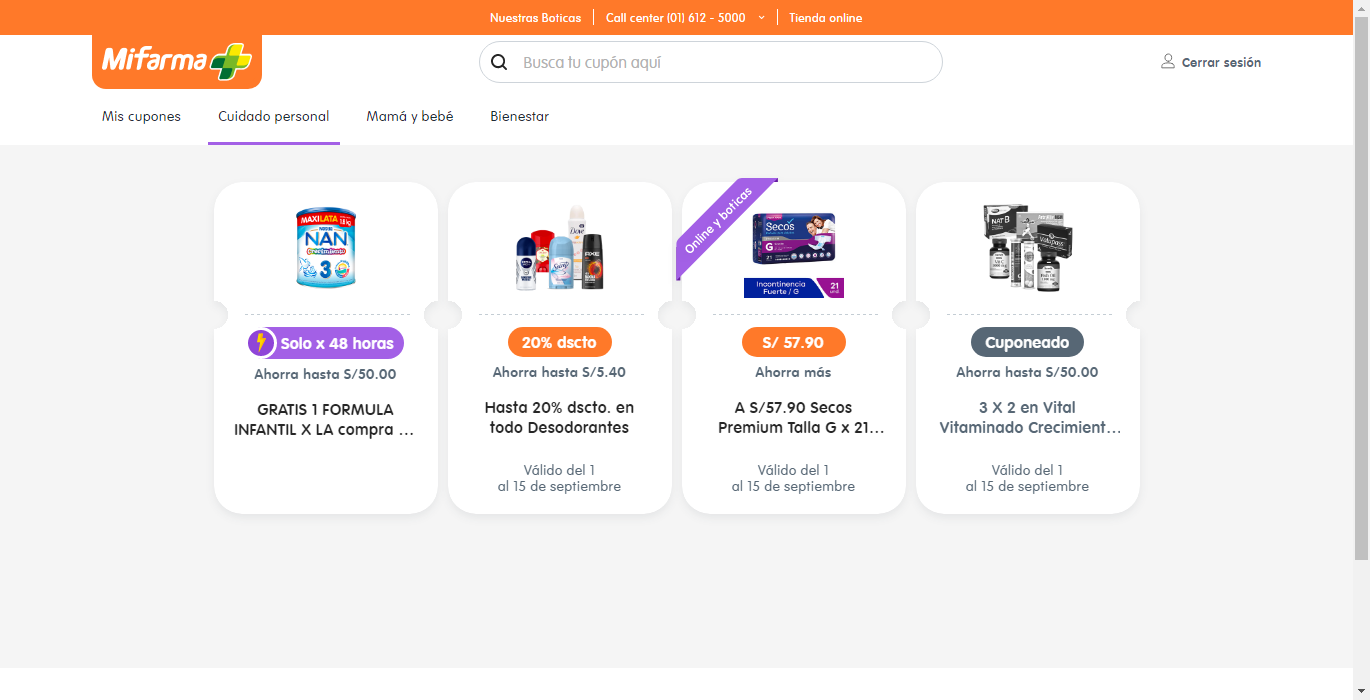 Nuestras Boticas
Call center (01) 612 - 5000
Tienda online
Mifarma
Busca tu cupón aquí
Cerrar sesión
Mis cupones
Cuidado personal
Mamá y bebé
Bienestar
MAXILATA
NAN
Crecimiento
3
Solo x 48 horas
Ahorra hasta S/50.00
GRATIS 1 FORMULA
INFANTIL X LA compra ...
Dove
AXE
20% dscto
Ahorra hasta S/5.40
Hasta 20% dscto. en
todo Desodorantes
Válido del 1
al 15 de septiembre
Online y boticas
Secos
G
21
Incontinencia
Fuerte / G
21
S/ 57.90
Ahorra más
A S/57.90 Secos
Premium Talla G x 21...
Válido del 1
al 15 de septiembre
NAT B
Cuponeado
Ahorra hasta S/50.00
3 X 2 en Vital
Vitaminado Crecimient...
Válido del 1
al 15 de septiembre